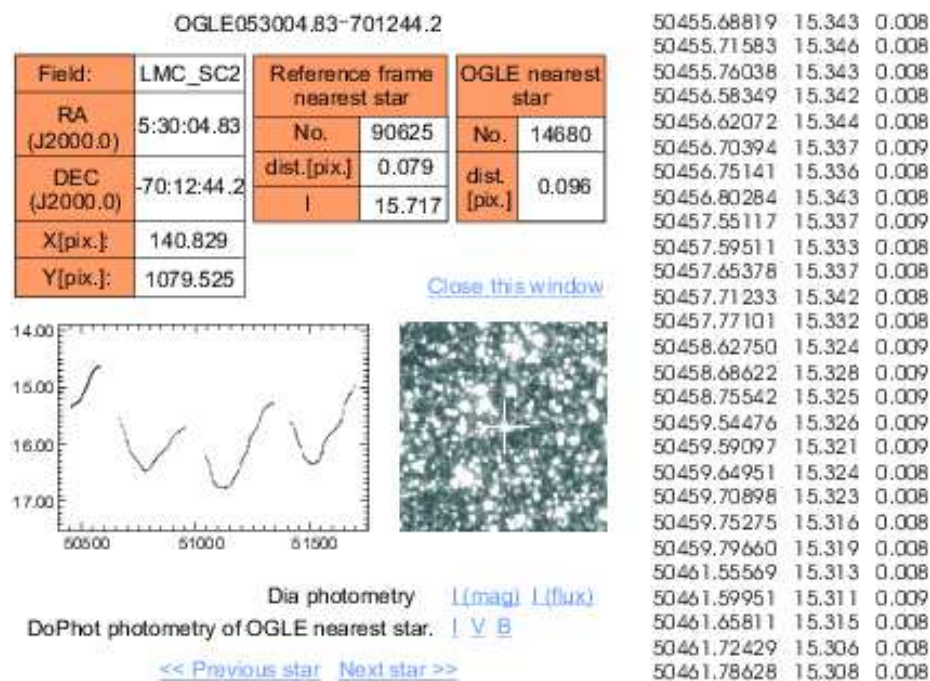 OGLE053004.83-701244.2
Field: LMC_SC2
RA (J2000.0) 5:30:04.83
DEC (J2000.0) -70:12:44.2
X[pix.]: 140.829
Y[pix.]: 1079.525
Reference frame
nearest star
No. 90625
dist.[pix.] 0.079
I 15.717
OGLE nearest
star
No. 14680
dist. [pix.] 0.096
Close this window
14.00
15.00
16.00
17.00
50500 51000 51500
Dia photometry I (mag) I (flux)
DoPhot photometry of OGLE nearest star. I V B
<< Previous star Next star >>
50455.68819 15.343 0.008
50455.71583 15.346 0.008
50455.76038 15.343 0.008
50456.58349 15.342 0.008
50456.62072 15.344 0.008
50456.70394 15.337 0.009
50456.75141 15.336 0.008
50456.80284 15.343 0.008
50457.55117 15.337 0.009
50457.59511 15.333 0.008
50457.65378 15.337 0.008
50457.71233 15.342 0.008
50457.77101 15.332 0.008
50458.62750 15.324 0.009
50458.68622 15.328 0.009
50458.75542 15.325 0.009
50459.54476 15.326 0.009
50459.59097 15.321 0.009
50459.64951 15.324 0.008
50459.70898 15.323 0.008
50459.75275 15.316 0.008
50459.79660 15.319 0.008
50461.55569 15.313 0.008
50461.59951 15.311 0.009
50461.65811 15.315 0.008
50461.72429 15.306 0.008
50461.78628 15.308 0.008